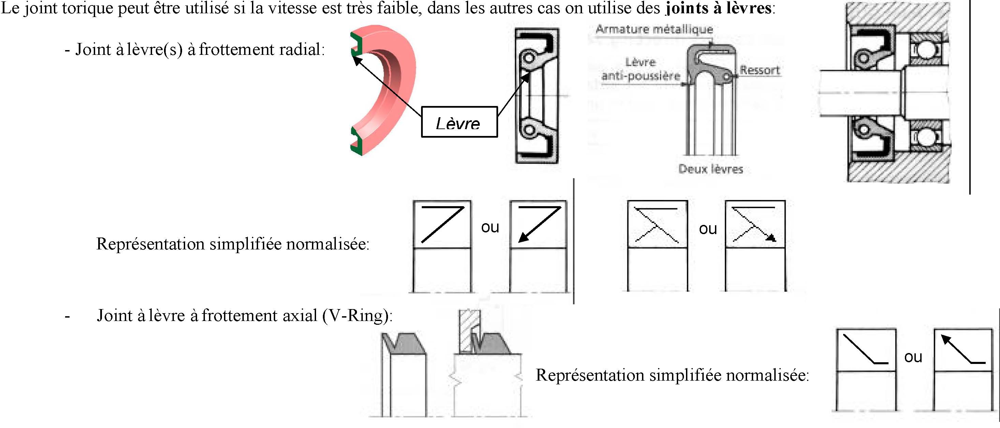 Le joint torique peut être utilisé si la vitesse est très faible, dans les autres cas on utilise des joints à lèvres:
- Joint à lèvre(s) à frottement radial:
Armature métallique
Lèvre
anti-poussière
Ressort
Lèvre
Deux lèvres
Représentation simplifiée normalisée:
ou
ou
- Joint à lèvre à frottement axial (V-Ring):
Représentation simplifiée normalisée:
ou